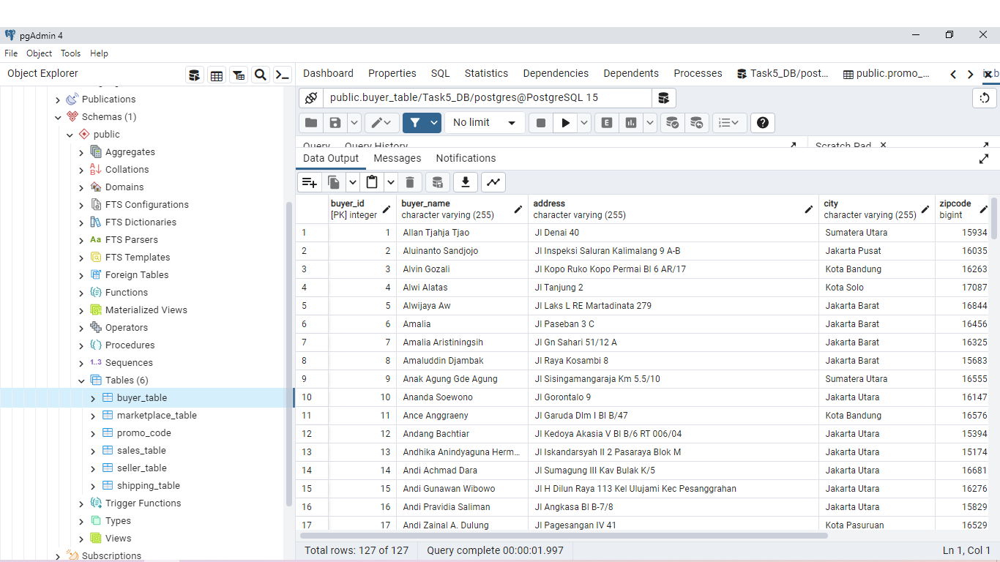 pgAdmin 4
File Object Tools Help
Object Explorer
Dashboard Properties SQL Statistics Dependencies Dependents Processes Task5_DB/post... public.promo_...
Publications
Schemas (1)
public
Aggregates
Collations
Domains
FTS Configurations
FTS Dictionaries
Aa FTS Parsers
FTS Templates
Foreign Tables
Functions
Materialized Views
Operators
Procedures
1..3 Sequences
Tables (6)
buyer_table
marketplace_table
promo_code
sales_table
seller_table
shipping_table
Trigger Functions
Types
Views
Subscriptions
public.buyer_table/Task5_DB/postgres@PostgreSQL 15
No limit
E
Query Query History Scratch Pad
Data Output Messages Notifications
buyer_id buyer_name address city zipcode
[PK] integer character varying (255) character varying (255) character varying (255) bigint
1 1 Allan Tjahja Tjao Jl Denai 40 Sumatera Utara 15934
2 2 Aluinanto Sandjojo Jl Inspeksi Saluran Kalimalang 9 A-B Jakarta Pusat 16035
3 3 Alvin Gozali Jl Kopo Ruko Kopo Permai Bl 6 AR/17 Kota Bandung 16263
4 4 Alwi Alatas Jl Tanjung 2 Kota Solo 17087
5 5 Alwijaya Aw Jl Laks L RE Martadinata 279 Jakarta Barat 16844
6 6 Amalia Jl Paseban 3 C Jakarta Barat 16456
7 7 Amalia Aristiningsih Jl Gn Sahari 51/12 A Jakarta Barat 16325
8 8 Amaluddin Djambak Jl Raya Kosambi 8 Jakarta Barat 15683
9 9 Anak Agung Gde Agung Jl Sisingamangaraja Km 5.5/10 Sumatera Utara 16555
10 10 Ananda Soewono Jl Gorontalo 9 Jakarta Utara 16147
11 11 Ance Anggraeny Jl Garuda Dlm I Bl B/47 Kota Bandung 16576
12 12 Andang Bachtiar Jl Kedoya Akasia V Bl B/6 RT 006/04 Jakarta Utara 15394
13 13 Andhika Anindyaguna Herm... Jl Iskandarsyah II 2 Pasaraya Blok M Jakarta Utara 15174
14 14 Andi Achmad Dara Jl Sumagung III Kav Bulak K/5 Jakarta Utara 16681
15 15 Andi Gunawan Wibowo Jl H Dilun Raya 113 Kel Ulujami Kec Pesanggrahan Jakarta Utara 16276
16 16 Andi Pravidia Saliman Jl Angkasa Bl B-7/8 Jakarta Utara 15829
17 17 Andi Zainal A. Dulung Jl Pagesangan IV 41 Kota Pasuruan 16529
Total rows: 127 of 127 Query complete 00:00:01.997 Ln 1, Col 1